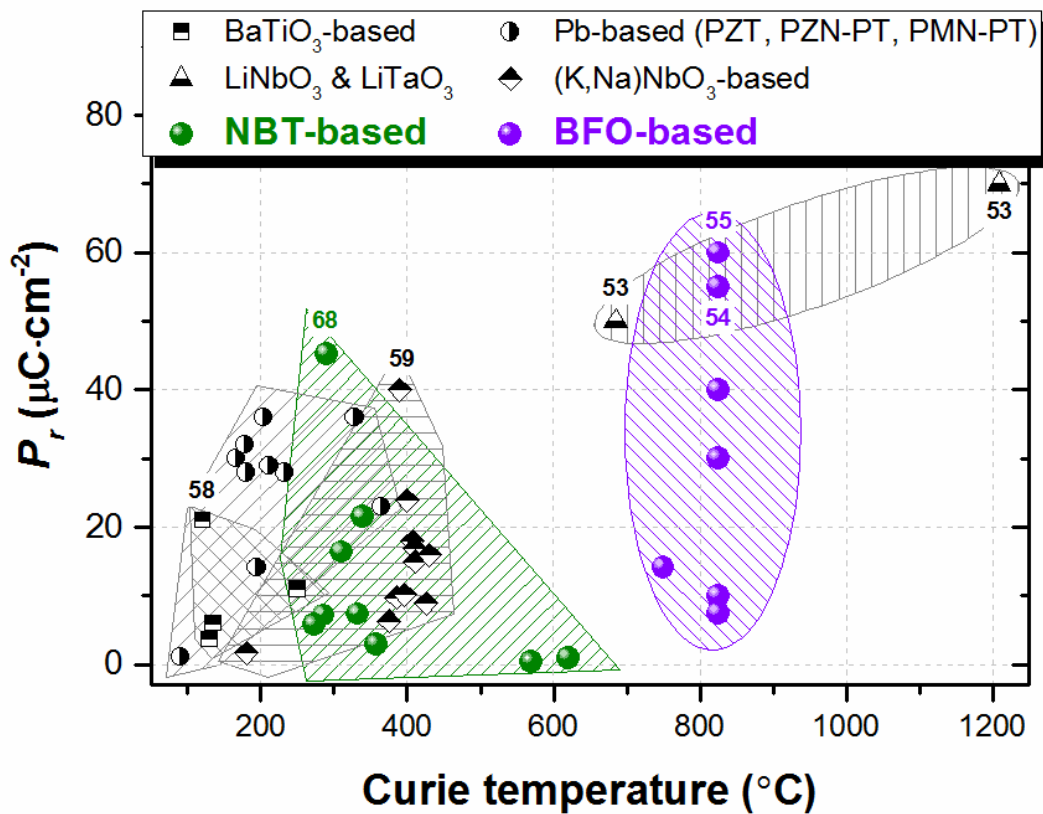 BaTiO₃-based
Pb-based (PZT, PZN-PT, PMN-PT)
LiNbO₃ & LiTaO₃
(K,Na)NbO₃-based
NBT-based
BFO-based
80
60
40
20
0
Pᵣ (μC·cm⁻²)
53
55
53
54
68
59
58
200
400
600
800
1000
1200
Curie temperature (°C)